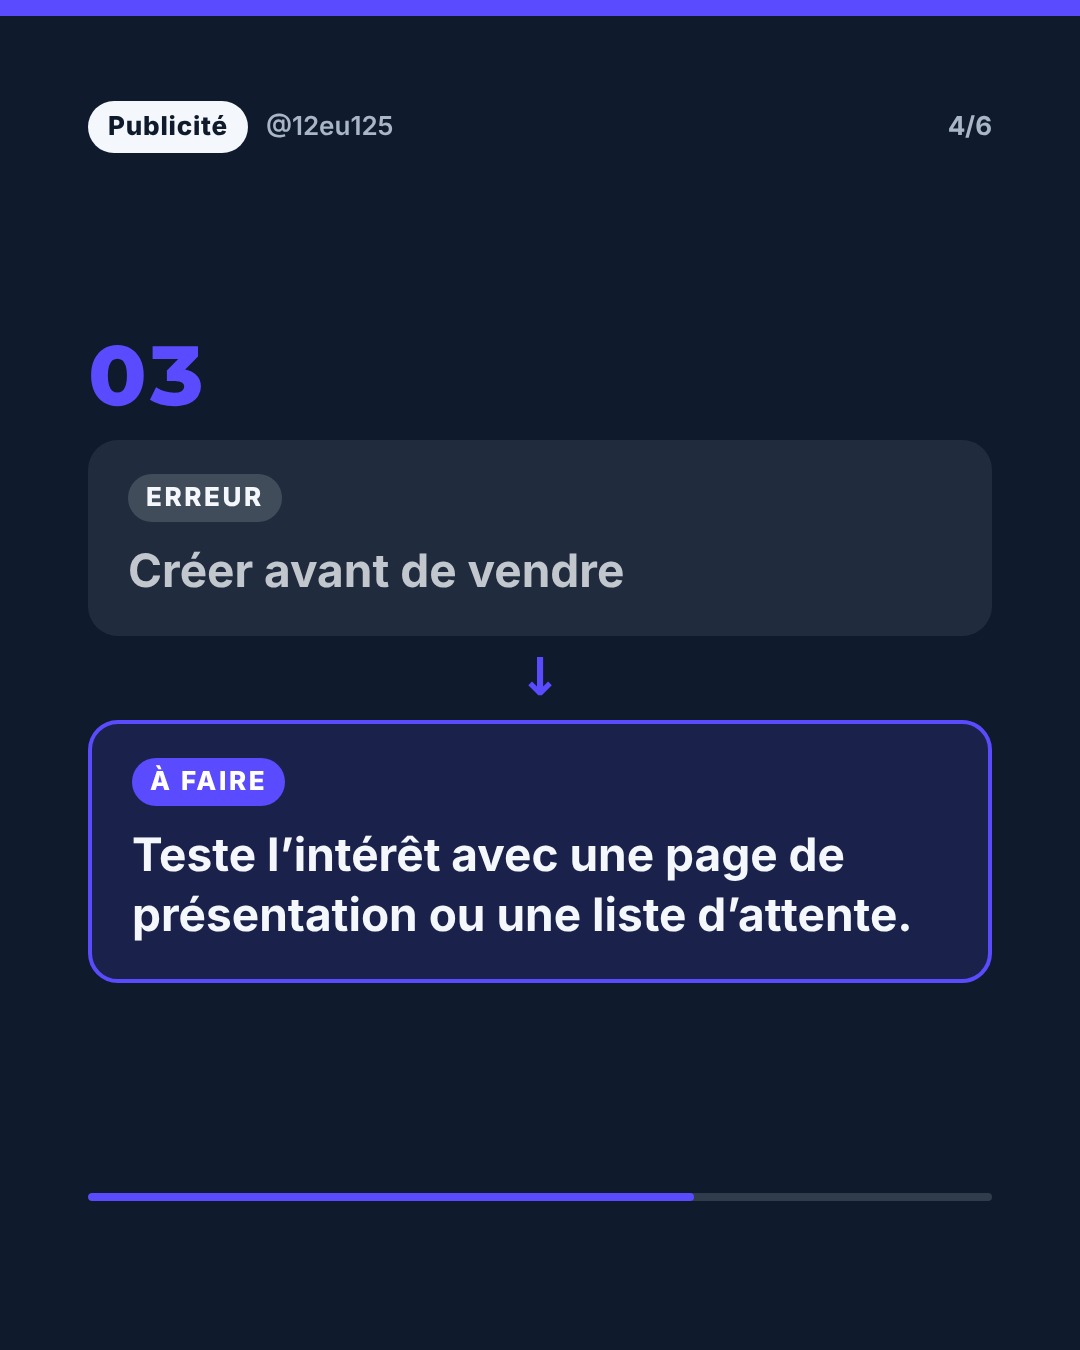 Publicité @12eu125 4/6
03
ERREUR
Créer avant de vendre
↓
À FAIRE
Teste l’intérêt avec une page de
présentation ou une liste d’attente.